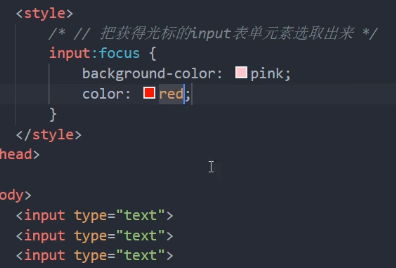 <style>
/* // 把获得光标的input表单元素选取出来 */
input:focus {
background-color: pink;
color: red;
}
</style>
head>
ody>
<input type="text">
<input type="text">
<input type="text">